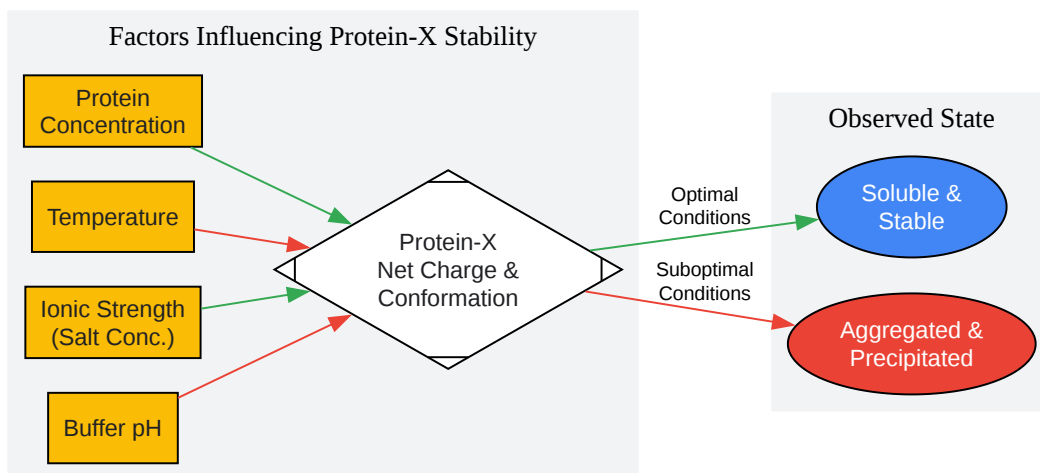 Factors Influencing Protein-X Stability
Protein
Concentration
Temperature
Ionic Strength
(Salt Conc.)
Buffer pH
Protein-X
Net Charge &
Conformation
Optimal
Conditions
Suboptimal
Conditions
Observed State
Soluble &
Stable
Aggregated &
Precipitated